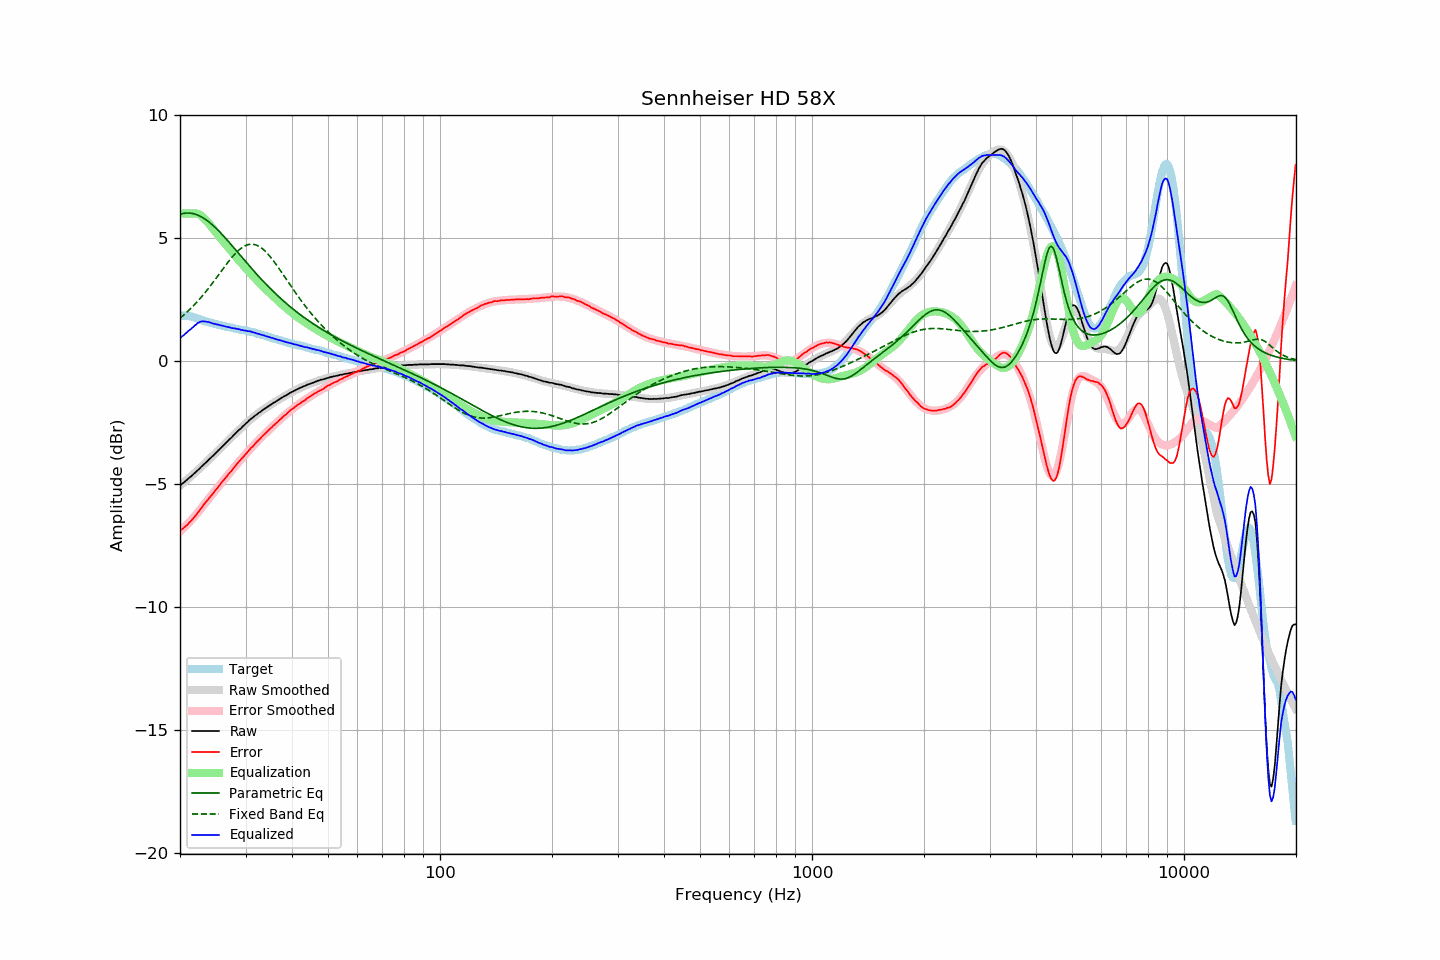 Sennheiser HD 58X
10
5
0
−5
−10
−15
−20
Amplitude (dBr)
Target
Raw Smoothed
Error Smoothed
Raw
Error
Equalization
Parametric Eq
Fixed Band Eq
Equalized
100
1000
10000
Frequency (Hz)